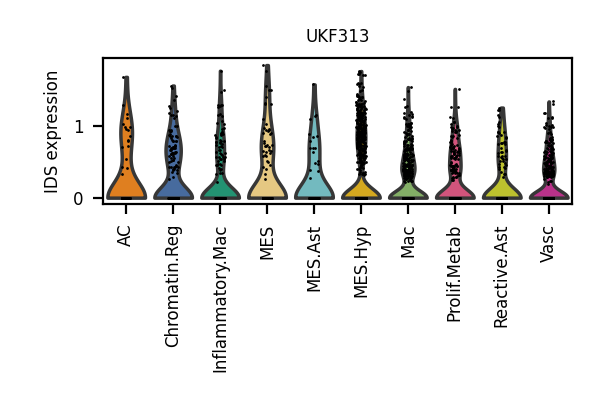 UKF313
IDS expression
1
0
AC
Chromatin.Reg
Inflammatory.Mac
MES
MES.Ast
MES.Hyp
Mac
Prolif.Metab
Reactive.Ast
Vasc